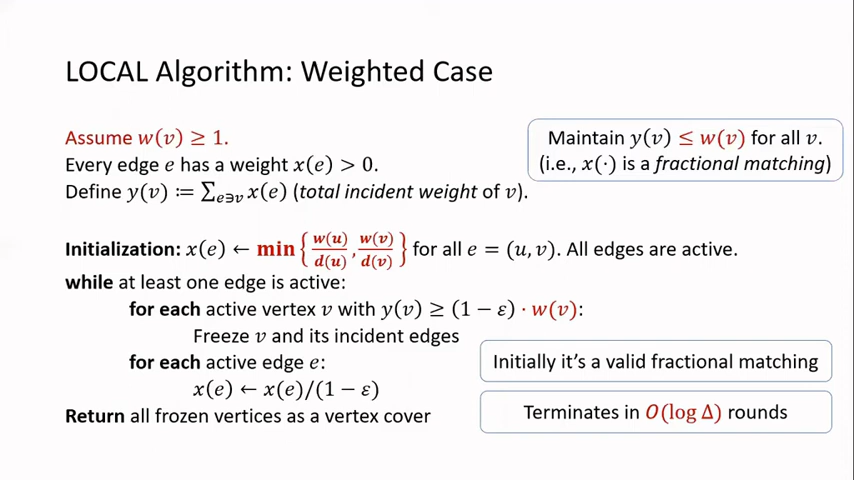 LOCAL Algorithm: Weighted Case
Assume w(v) ≥ 1.
Every edge e has a weight x(e) > 0.
Define y(v) ≔ ∑_{e∋v} x(e) (total incident weight of v).
Maintain y(v) ≤ w(v) for all v.
(i.e., x(·) is a fractional matching)
Initialization: x(e) ← min {w(u)/d(u), w(v)/d(v)} for all e = (u, v). All edges are active.
while at least one edge is active:
for each active vertex v with y(v) ≥ (1 − ε) · w(v):
Freeze v and its incident edges
for each active edge e:
x(e) ← x(e)/(1 − ε)
Return all frozen vertices as a vertex cover
Initially it's a valid fractional matching
Terminates in O(log Δ) rounds